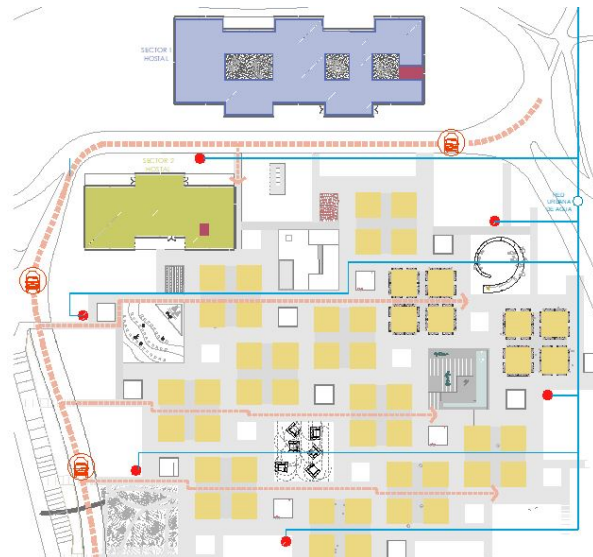 SECTOR 1
HOSTAL
SECTOR 2
HOSTAL
RED
URBANA
DE AGUA